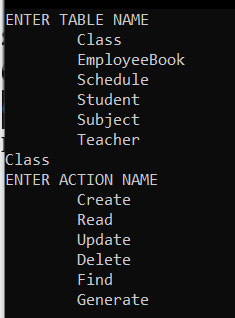 ENTER TABLE NAME
Class
EmployeeBook
Schedule
Student
Subject
Teacher
Class
ENTER ACTION NAME
Create
Read
Update
Delete
Find
Generate